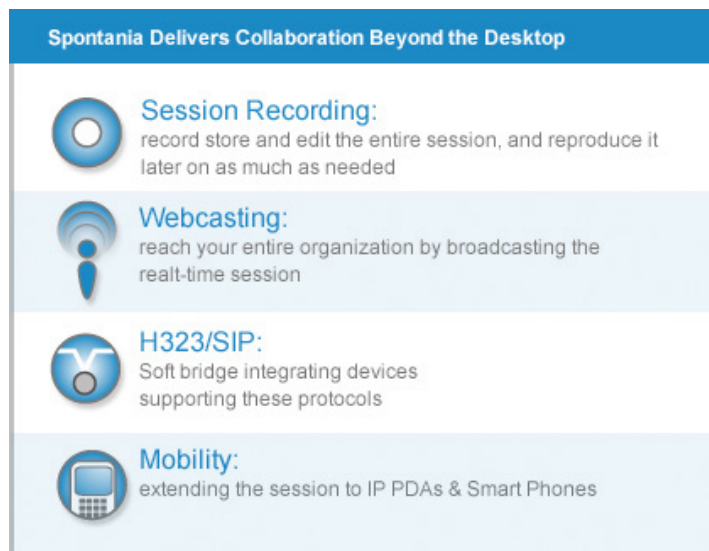 Spontania Delivers Collaboration Beyond the Desktop
Session Recording:
record store and edit the entire session, and reproduce it
later on as much as needed
Webcasting:
reach your entire organization by broadcasting the
realt-time session
H323/SIP:
Soft bridge integrating devices
supporting these protocols
Mobility:
extending the session to IP PDAs & Smart Phones